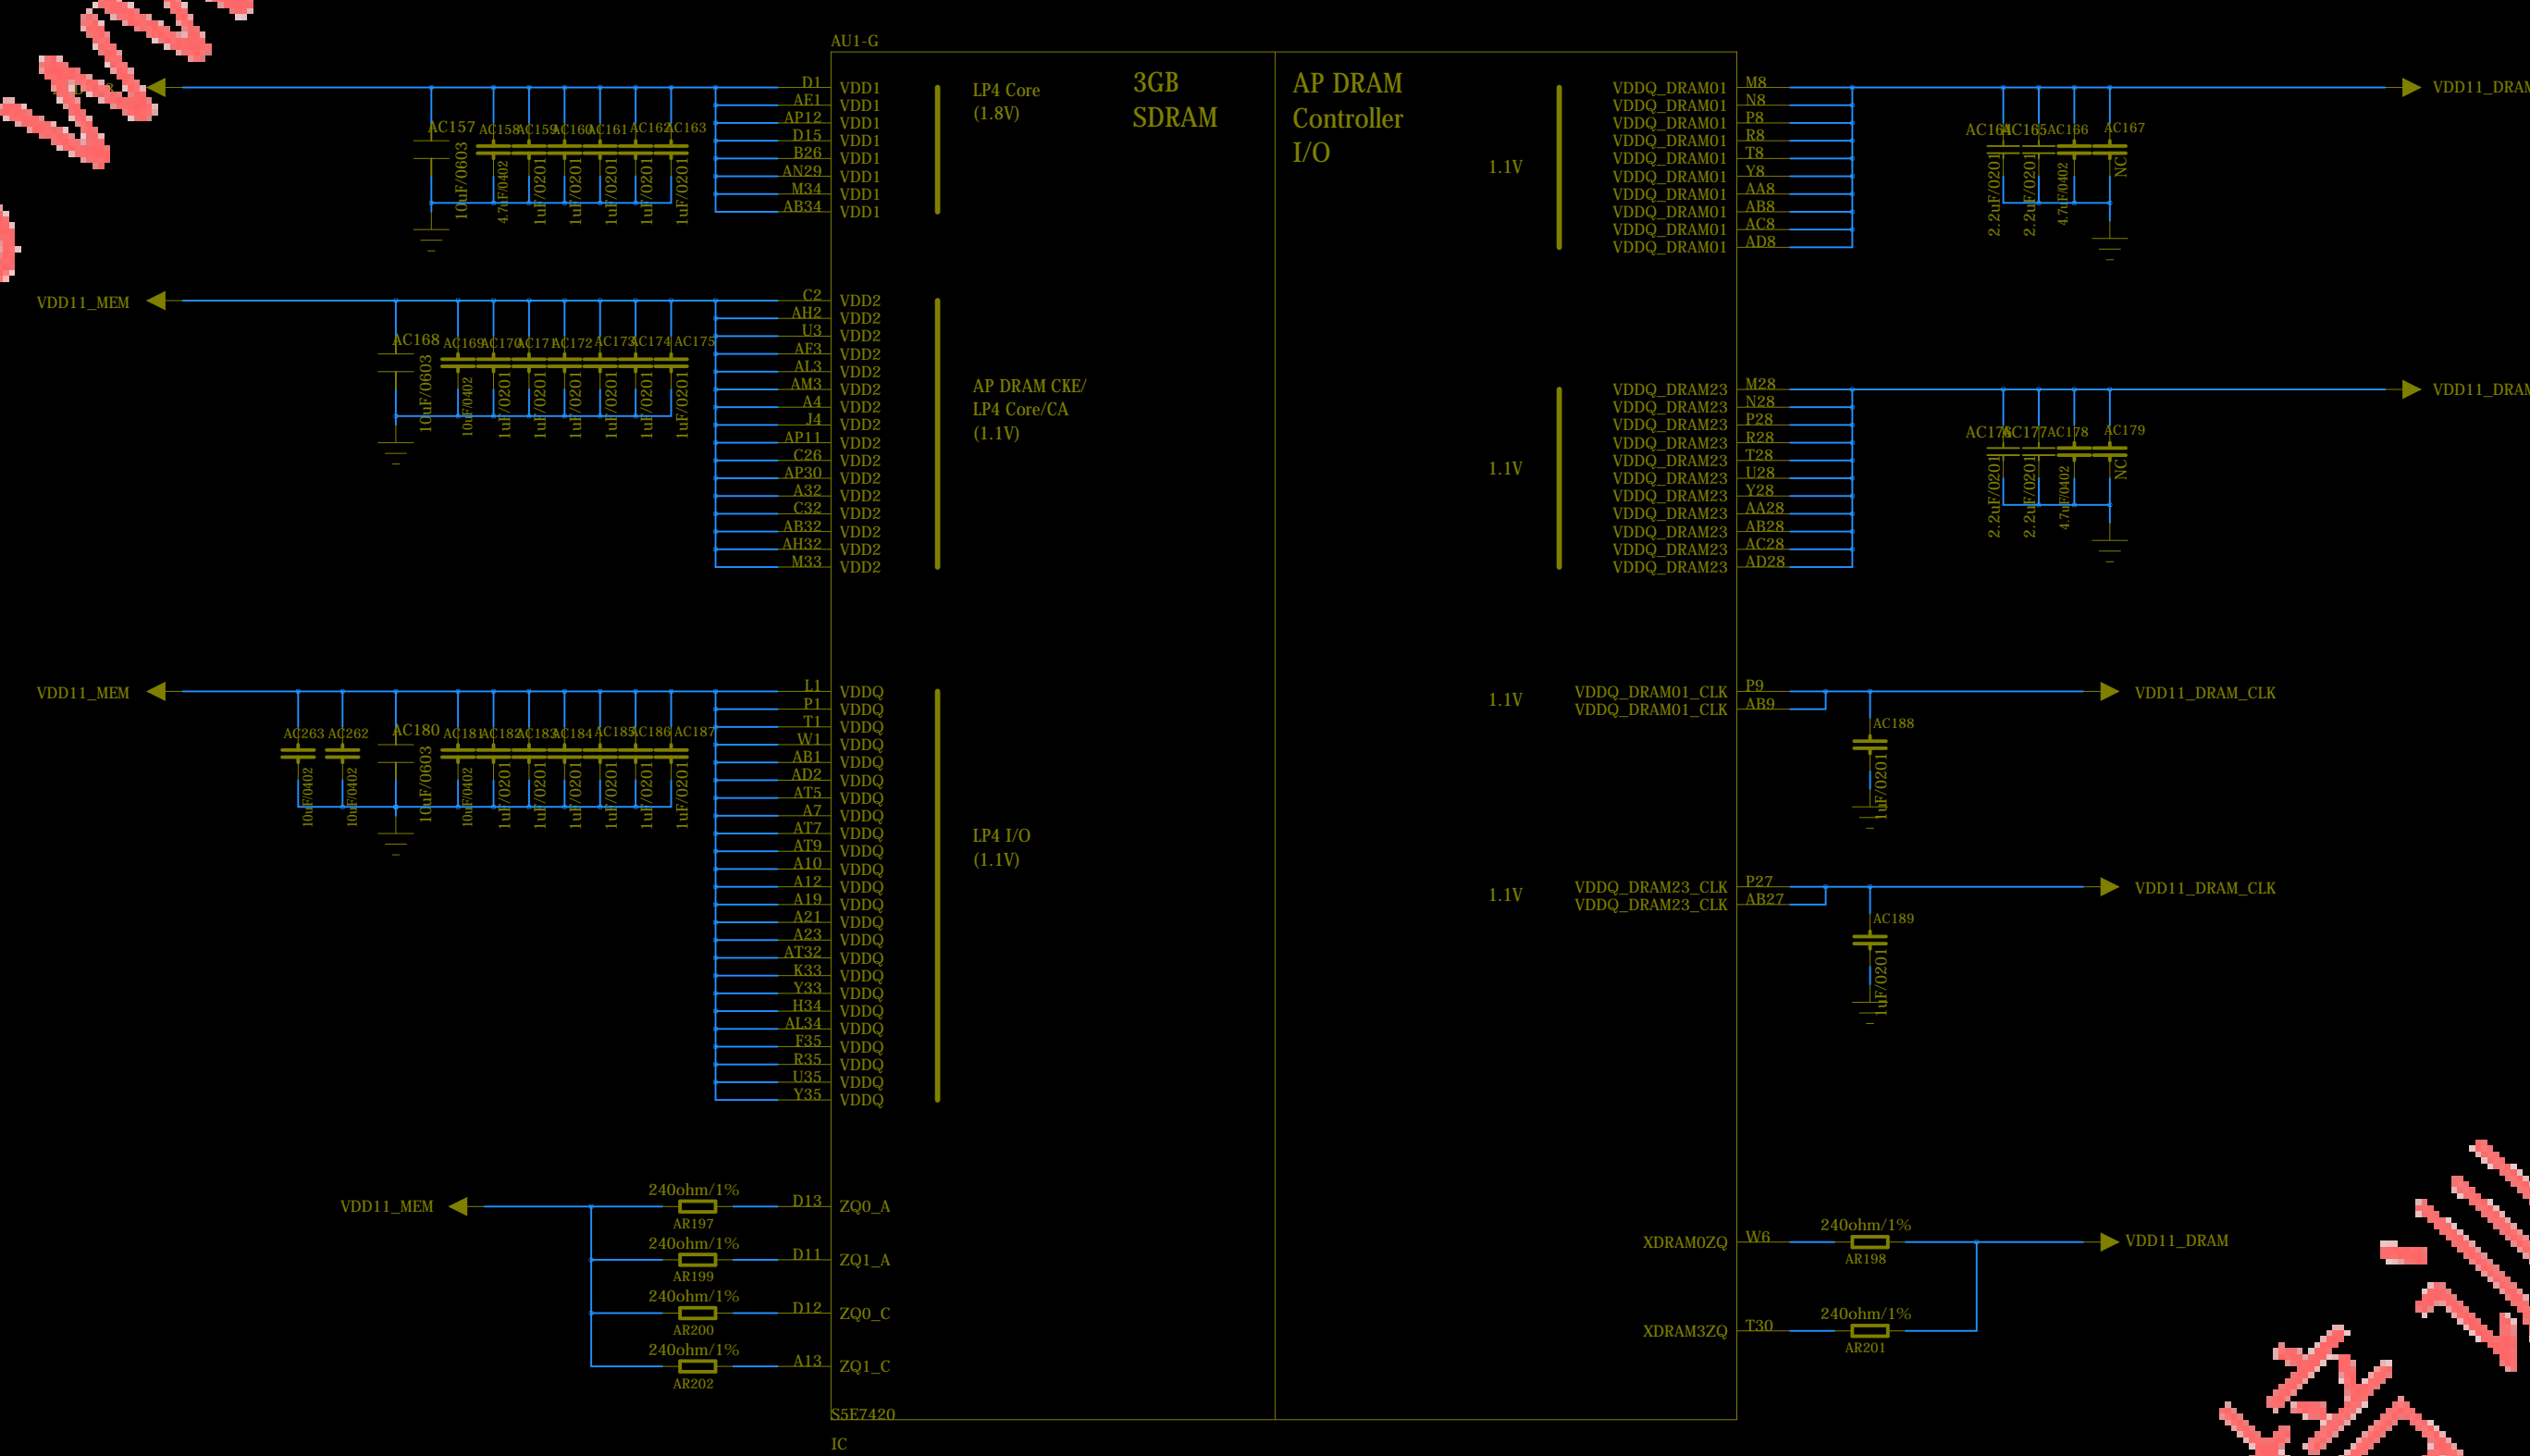 AU1-G
3GB
SDRAM
AP DRAM
Controller
I/O
LP4 Core
(1.8V)
D1 VDD1
AE1 VDD1
AP12 VDD1
D15 VDD1
B26 VDD1
AN29 VDD1
M34 VDD1
AB34 VDD1
AC157 AC158 AC159 AC160 AC161 AC162 AC163
10uF/0603 4.7uF/0402 1uF/0201 1uF/0201 1uF/0201 1uF/0201 1uF/0201
1.1V
VDDQ_DRAM01 M8
VDDQ_DRAM01 N8
VDDQ_DRAM01 P8
VDDQ_DRAM01 R8
VDDQ_DRAM01 T8
VDDQ_DRAM01 Y8
VDDQ_DRAM01 AA8
VDDQ_DRAM01 AB8
VDDQ_DRAM01 AC8
VDDQ_DRAM01 AD8
AC164 AC165 AC166 AC167
2.2uF/0201 2.2uF/0201 4.7uF/0402 NC
VDD11_DRAM
VDD11_MEM
AC168 AC169 AC170 AC171 AC172 AC173 AC174 AC175
10uF/0603 10uF/0402 1uF/0201 1uF/0201 1uF/0201 1uF/0201 1uF/0201 1uF/0201
C2 VDD2
AH2 VDD2
U3 VDD2
AF3 VDD2
AL3 VDD2
AM3 VDD2
A4 VDD2
J4 VDD2
AP11 VDD2
C26 VDD2
AP30 VDD2
A32 VDD2
C32 VDD2
AB32 VDD2
AH32 VDD2
M33 VDD2
AP DRAM CKE/
LP4 Core/CA
(1.1V)
1.1V
VDDQ_DRAM23 M28
VDDQ_DRAM23 N28
VDDQ_DRAM23 P28
VDDQ_DRAM23 R28
VDDQ_DRAM23 T28
VDDQ_DRAM23 U28
VDDQ_DRAM23 Y28
VDDQ_DRAM23 AA28
VDDQ_DRAM23 AB28
VDDQ_DRAM23 AC28
VDDQ_DRAM23 AD28
AC176 AC177 AC178 AC179
2.2uF/0201 2.2uF/0201 4.7uF/0402 NC
VDD11_DRAM
VDD11_MEM
AC263 AC262 AC180 AC181 AC182 AC183 AC184 AC185 AC186 AC187
10uF/0402 10uF/0402 10uF/0603 10uF/0402 1uF/0201 1uF/0201 1uF/0201 1uF/0201 1uF/0201 1uF/0201
L1 VDDQ
P1 VDDQ
T1 VDDQ
W1 VDDQ
AB1 VDDQ
AD2 VDDQ
AT5 VDDQ
A7 VDDQ
AT7 VDDQ
AT9 VDDQ
A10 VDDQ
A12 VDDQ
A19 VDDQ
A21 VDDQ
A23 VDDQ
AT32 VDDQ
K33 VDDQ
Y33 VDDQ
H34 VDDQ
AL34 VDDQ
F35 VDDQ
R35 VDDQ
U35 VDDQ
Y35 VDDQ
LP4 I/O
(1.1V)
1.1V
VDDQ_DRAM01_CLK P9
VDDQ_DRAM01_CLK AB9
VDD11_DRAM_CLK
AC188
1uF/0201
1.1V
VDDQ_DRAM23_CLK P27
VDDQ_DRAM23_CLK AB27
VDD11_DRAM_CLK
AC189
1uF/0201
VDD11_MEM
240ohm/1% D13 ZQ0_A
AR197
240ohm/1% D11 ZQ1_A
AR199
240ohm/1% D12 ZQ0_C
AR200
240ohm/1% A13 ZQ1_C
AR202
XDRAM0ZQ W6 240ohm/1% VDD11_DRAM
AR198
XDRAM3ZQ T30 240ohm/1%
AR201
S5E7420
IC